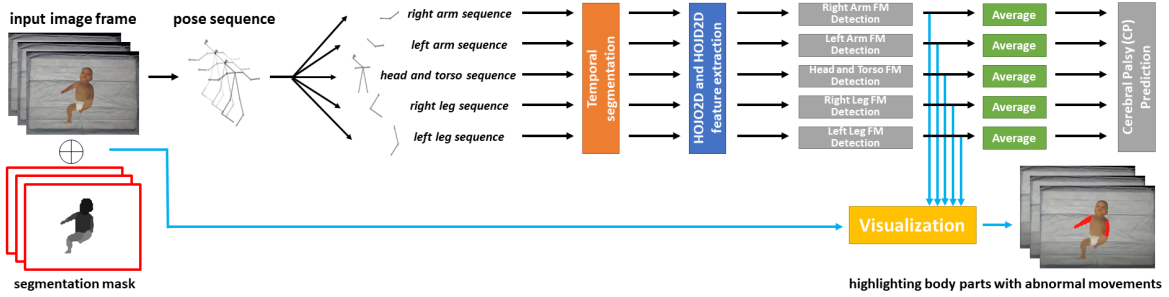 input image frame
pose sequence
right arm sequence
left arm sequence
head and torso sequence
right leg sequence
left leg sequence
Temporal
segmentation
HOJO2D and HOJD2D
feature extraction
Right Arm FM
Detection
Left Arm FM
Detection
Head and Torso FM
Detection
Right Leg FM
Detection
Left Leg FM
Detection
Average
Average
Average
Average
Average
Cerebral Palsy (CP)
Prediction
Visualization
segmentation mask
highlighting body parts with abnormal movements